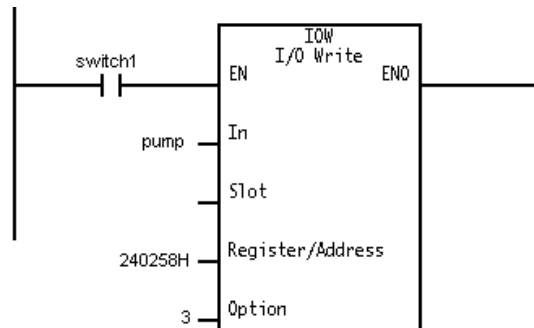 IOW
I/O Write
switch1
EN ENO
pump In
Slot
240258H Register/Address
3 Option